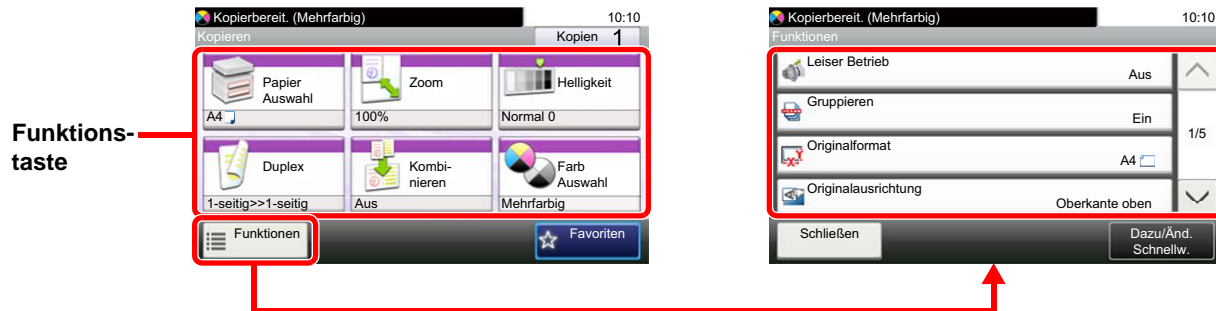 Kopierbereit. (Mehrfarbig) 10:10
Kopieren Kopien 1
Papier
Auswahl
A4
Zoom
100%
Helligkeit
Normal 0
Duplex
1-seitig>>1-seitig
Kombi-
nieren
Aus
Farb
Auswahl
Mehrfarbig
Funktionen
Favoriten
Funktions-
taste
Kopierbereit. (Mehrfarbig) 10:10
Funktionen
Leiser Betrieb
Aus
Gruppieren
Ein
Originalformat
A4
Originalausrichtung
Oberkante oben
1/5
Schließen
Dazu/Änd.
Schnellw.